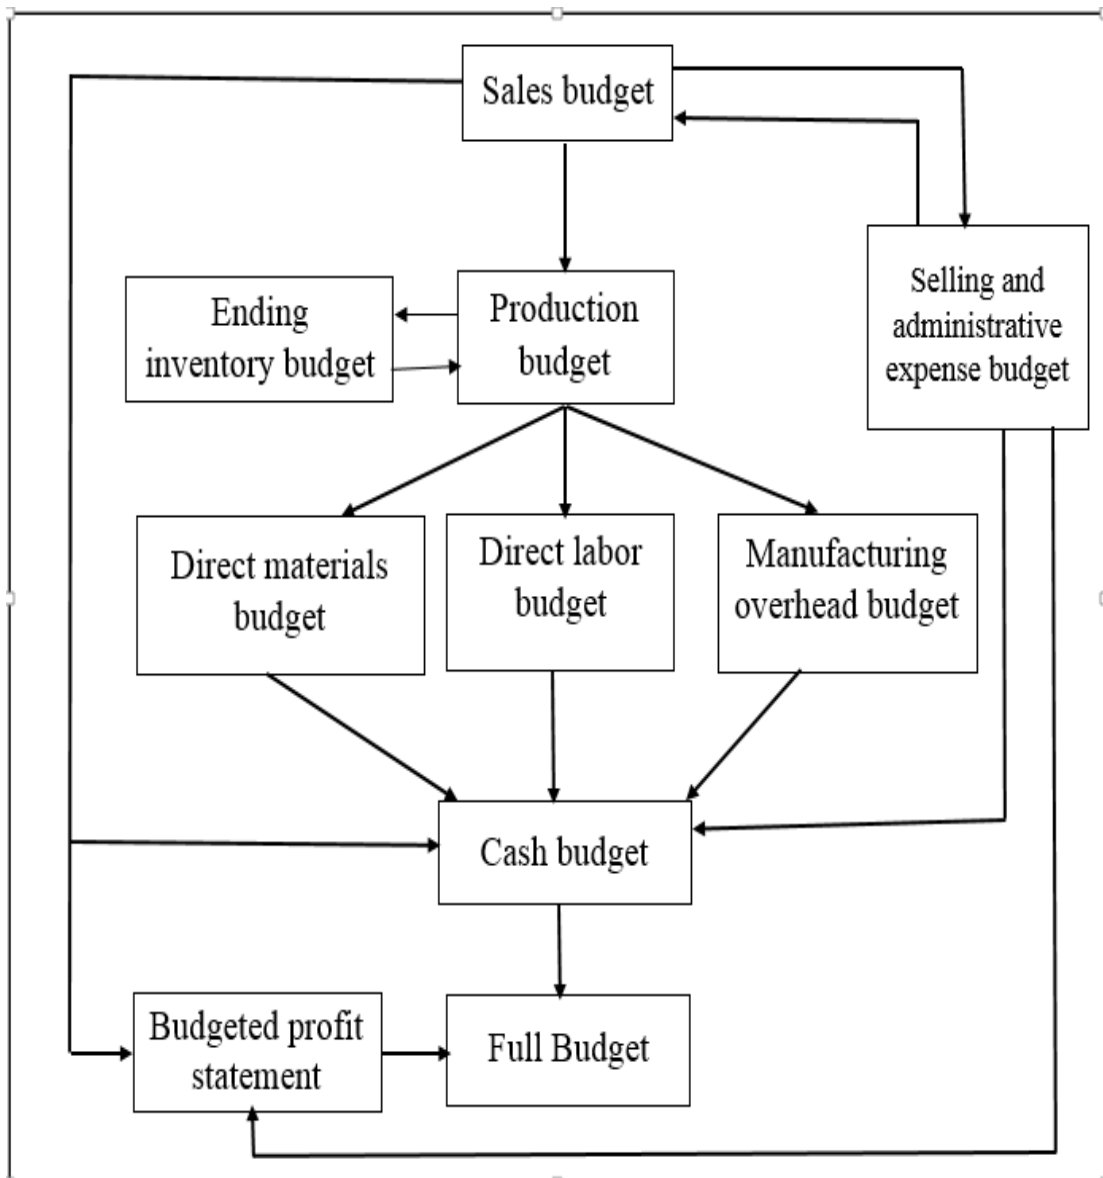 Sales budget
Selling and
administrative
expense budget
Ending
inventory budget
Production
budget
Direct materials
budget
Direct labor
budget
Manufacturing
overhead budget
Cash budget
Budgeted profit
statement
Full Budget